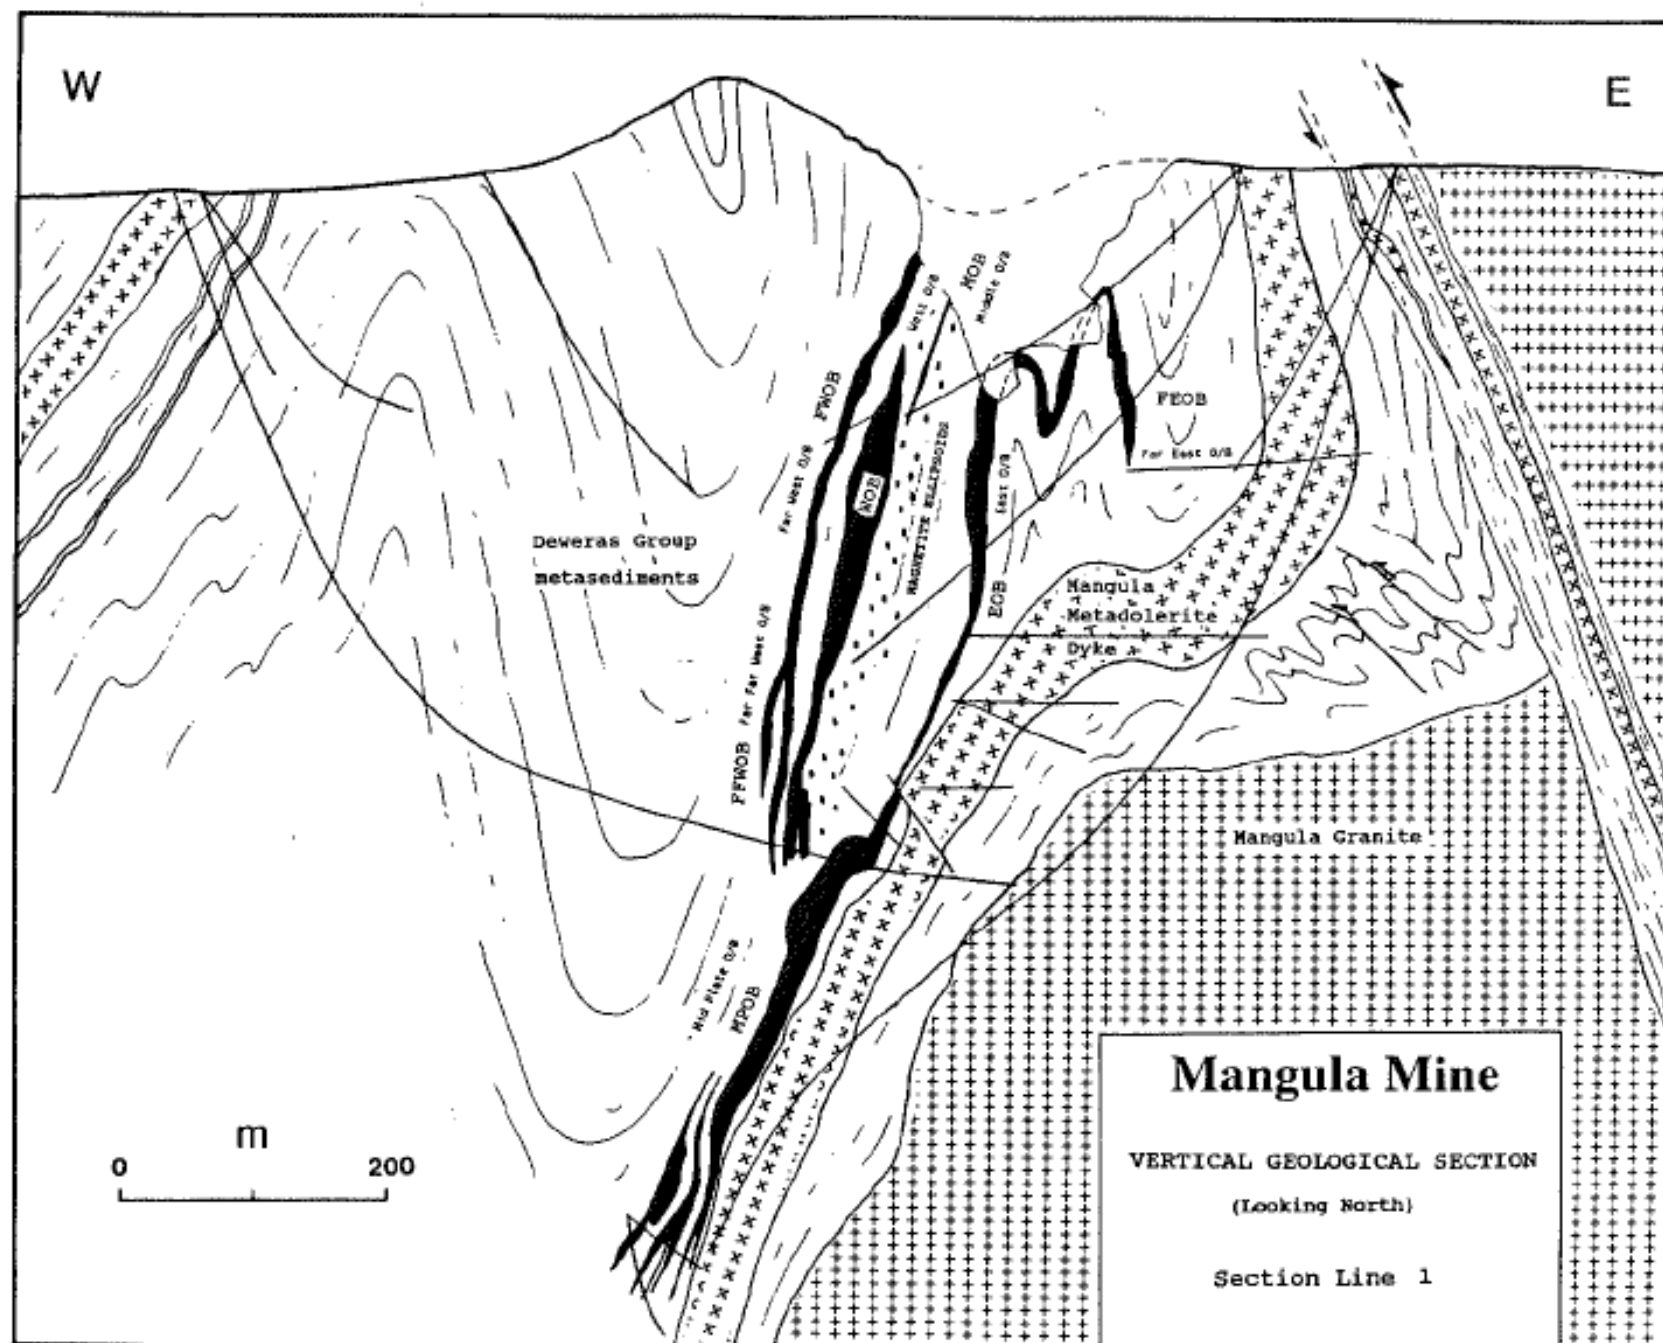 W
E
MOB
Middle O/B
Well O/B
FWOB
Far West O/B
MAGNETITE ELLIPSOIDS
East O/B
FEOB
Far East O/B
Deweras Group
metasediments
EOB
Mangula
Metadolerite
Dyke
Far Far West O/B
FFWOB
Mangula Granite
Mid Plate O/B
MPOB
m
0
200
Mangula Mine
VERTICAL GEOLOGICAL SECTION
(Looking North)
Section Line 1